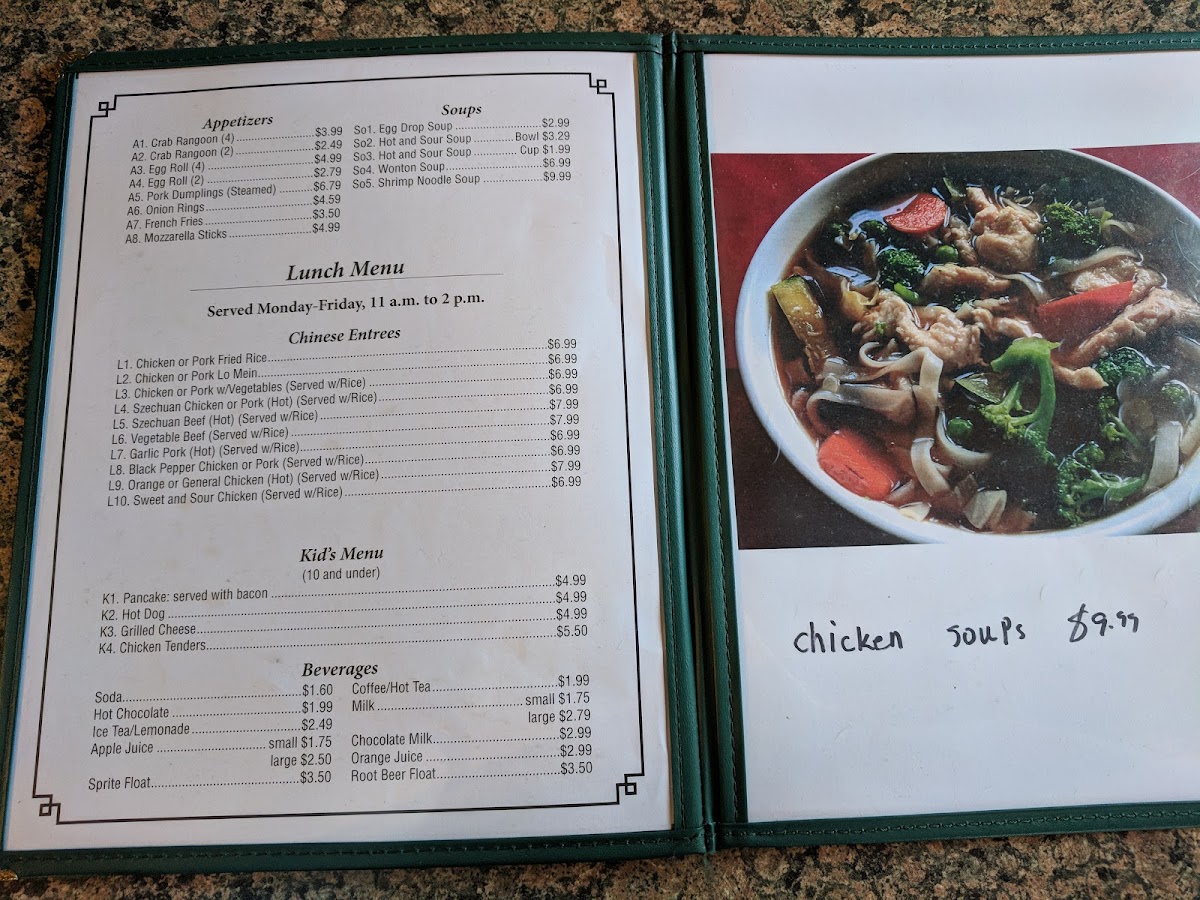 Appetizers
A1. Crab Rangoon (4) ..........................$3.99
A2. Crab Rangoon (2) ..........................$2.49
A3. Egg Roll (4) ..........................$4.99
A4. Egg Roll (2) ..........................$2.79
A5. Pork Dumplings (Steamed) ..........$6.79
A6. Onion Rings..........................$4.59
A7. French Fries ..........................$3.50
A8. Mozzarella Sticks ..........................$4.99
Soups
So1. Egg Drop Soup ..........................$2.99
So2. Hot and Sour Soup ............Bowl $3.29
So3. Hot and Sour Soup .............. Cup $1.99
So4. Wonton Soup..........................$6.99
So5. Shrimp Noodle Soup ..................$9.99
Lunch Menu
Served Monday-Friday, 11 a.m. to 2 p.m.
Chinese Entrees
L1. Chicken or Pork Fried Rice..........................$6.99
L2. Chicken or Pork Lo Mein..........................$6.99
L3. Chicken or Pork w/Vegetables (Served w/Rice) ..........................$6.99
L4. Szechuan Chicken or Pork (Hot) (Served w/Rice) ..........................$6.99
L5. Szechuan Beef (Hot) (Served w/Rice) ..........................$7.99
L6. Vegetable Beef (Served w/Rice) ..........................$7.99
L7. Garlic Pork (Hot) (Served w/Rice)..........................$6.99
L8. Black Pepper Chicken or Pork (Served w/Rice)..........................$6.99
L9. Orange or General Chicken (Hot) (Served w/Rice) ..........................$7.99
L10. Sweet and Sour Chicken (Served w/Rice) ..........................$6.99
Kid's Menu
(10 and under)
K1. Pancake: served with bacon ..........................$4.99
K2. Hot Dog ..........................$4.99
K3. Grilled Cheese..........................$4.99
K4. Chicken Tenders..........................$5.50
Beverages
Soda..........................$1.60
Hot Chocolate ..........................$1.99
Ice Tea/Lemonade ..........................$2.49
Apple Juice .......................... small $1.75
large $2.50
Sprite Float..........................$3.50
Coffee/Hot Tea..........................$1.99
Milk .......................... small $1.75
large $2.79
Chocolate Milk..........................$2.99
Orange Juice ..........................$2.99
Root Beer Float..........................$3.50
chicken soups $9.99